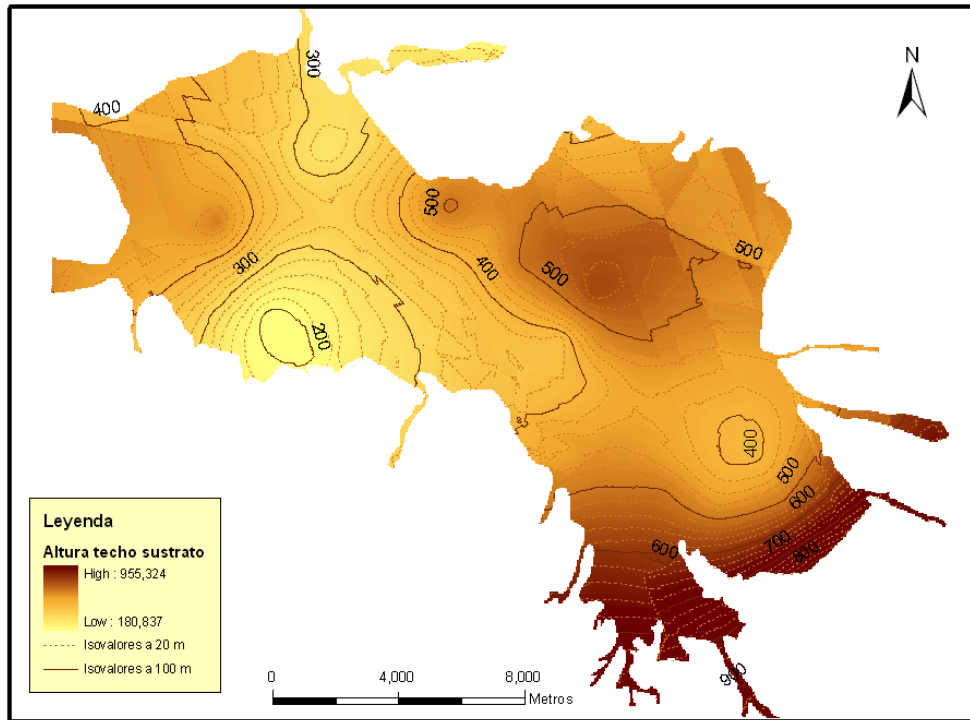 300
N
400
500
500
400
500
300
200
400
500
600
600
700
800
900
Leyenda
Altura techo sustrato
High : 955,324
Low : 180,837
Isovalores a 20 m
Isovalores a 100 m
0 4,000 8,000
Metros